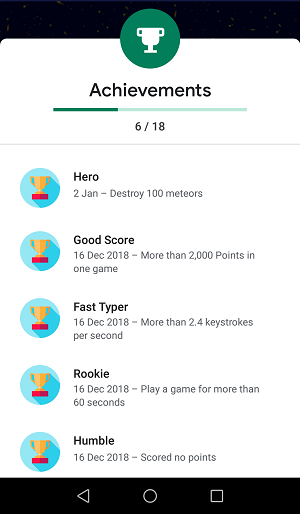 Achievements
6 / 18
Hero
2 Jan – Destroy 100 meteors
Good Score
16 Dec 2018 – More than 2,000 Points in
one game
Fast Typer
16 Dec 2018 – More than 2.4 keystrokes
per second
Rookie
16 Dec 2018 – Play a game for more than
60 seconds
Humble
16 Dec 2018 – Scored no points